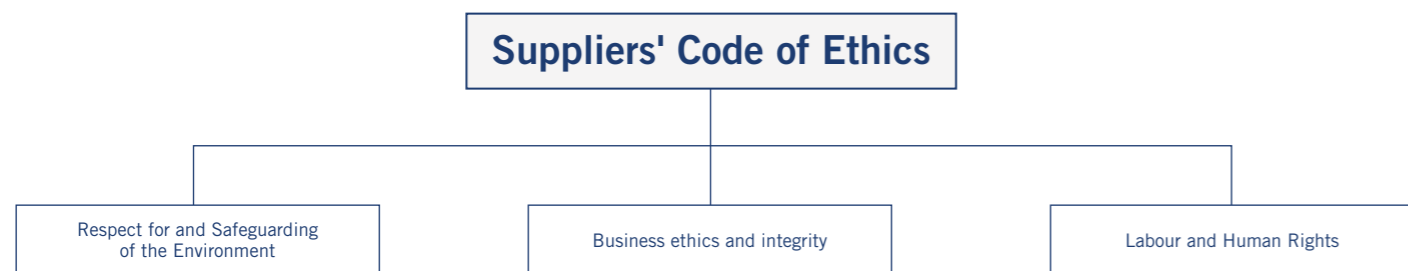 Suppliers' Code of Ethics
Respect for and Safeguarding
of the Environment
Business ethics and integrity
Labour and Human Rights